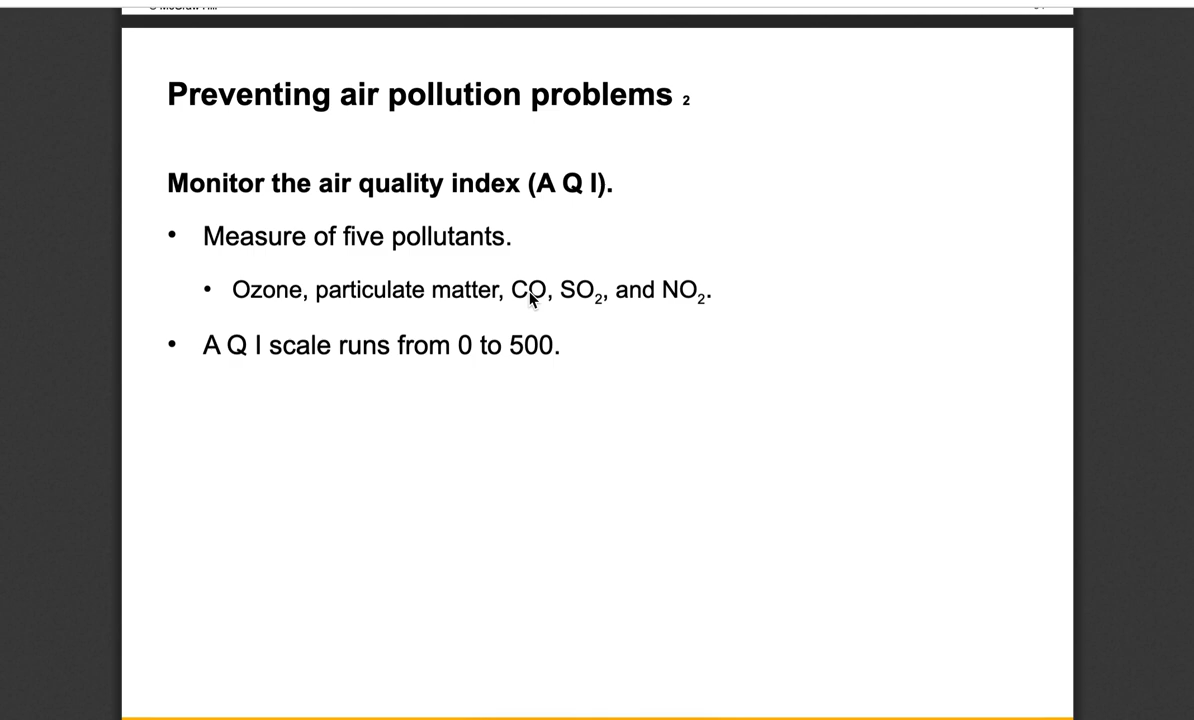 Preventing air pollution problems 2
Monitor the air quality index (A Q I).
• Measure of five pollutants.
• Ozone, particulate matter, CO, SO₂, and NO₂.
• A Q I scale runs from 0 to 500.